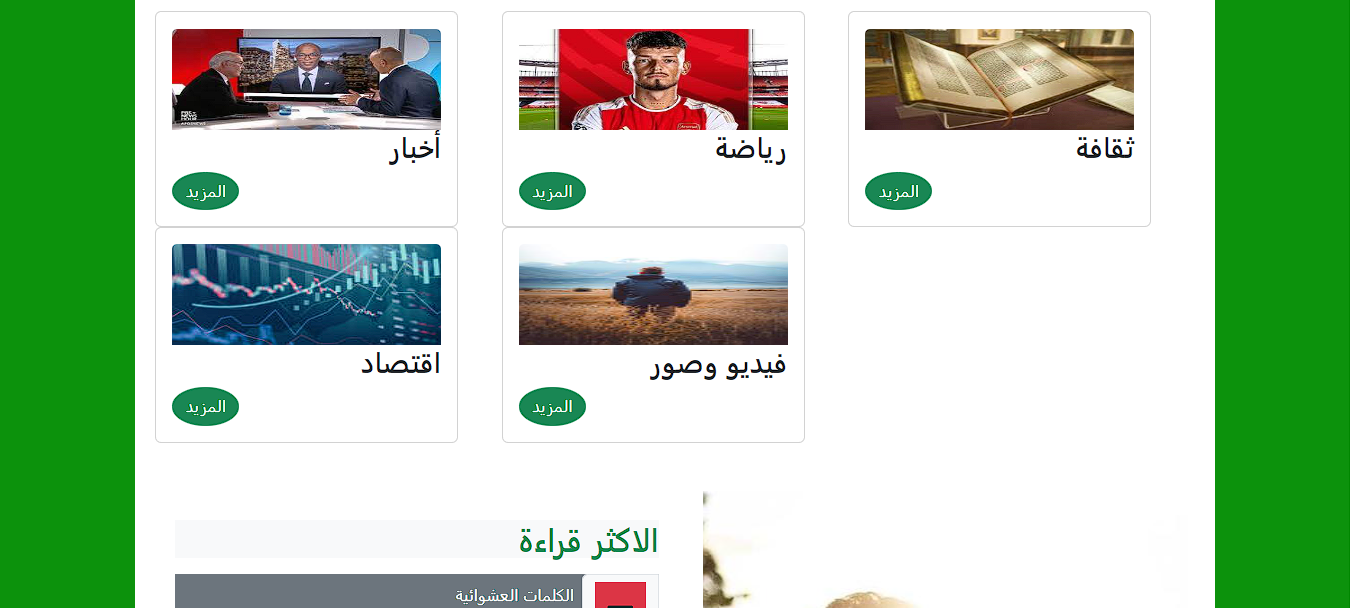 ثقافة
المزيد
رياضة
المزيد
أخبار
المزيد
فيديو وصور
المزيد
اقتصاد
المزيد
الاكثر قراءة
الكلمات العشوائية